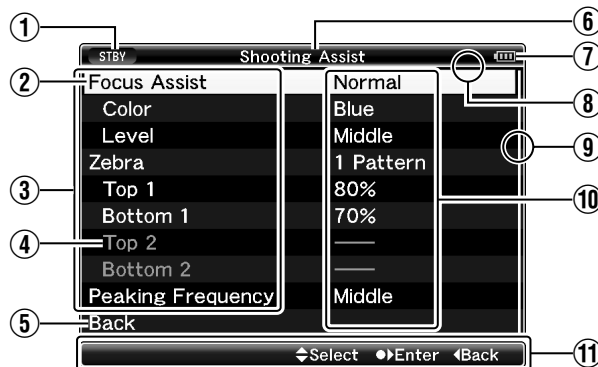 ① ⑥
STBY Shooting Assist ⑦
② Focus Assist Normal ⑧
Color Blue
Level Middle ⑨
Zebra 1 Pattern
③ Top 1 80% ⑩
Bottom 1 70%
④ Top 2 ——
Bottom 2 ——
Peaking Frequency Middle
⑤ Back
Select ●Enter Back ⑪